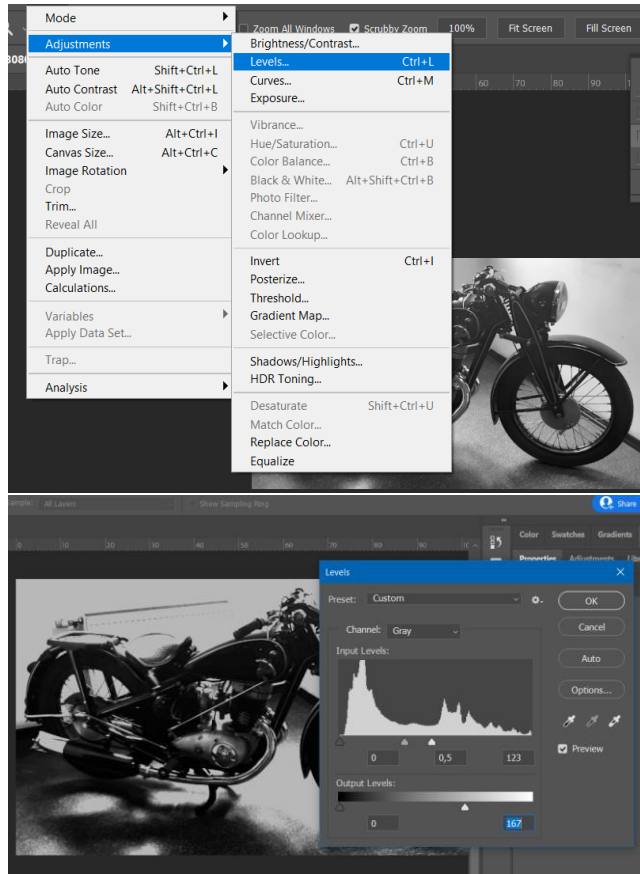 Mode
Zoom All Windows Scrubby Zoom 100% Fit Screen Fill Screen
Adjustments
Auto Tone Shift+Ctrl+L
Auto Contrast Alt+Shift+Ctrl+L
Auto Color Shift+Ctrl+B
Image Size... Alt+Ctrl+I
Canvas Size... Alt+Ctrl+C
Image Rotation
Crop
Trim...
Reveal All
Duplicate...
Apply Image...
Calculations...
Variables
Apply Data Set...
Trap...
Analysis
Brightness/Contrast...
Levels... Ctrl+L
Curves... Ctrl+M
Exposure...
Vibrance...
Hue/Saturation... Ctrl+U
Color Balance... Ctrl+B
Black & White... Alt+Shift+Ctrl+B
Photo Filter...
Channel Mixer...
Color Lookup...
Invert Ctrl+I
Posterize...
Threshold...
Gradient Map...
Selective Color...
Shadows/Highlights...
HDR Toning...
Desaturate Shift+Ctrl+U
Match Color...
Replace Color...
Equalize
60 70 80 90
Sample: All Layers Show Sampling Ring
Share
Color Swatches Gradients
0 10 20 30 40 50 60 70 80 90
Properties Adjustments
Levels
Preset: Custom
OK
Cancel
Auto
Options...
Preview
Channel: Gray
Input Levels:
0 0,5 123
Output Levels:
0 167